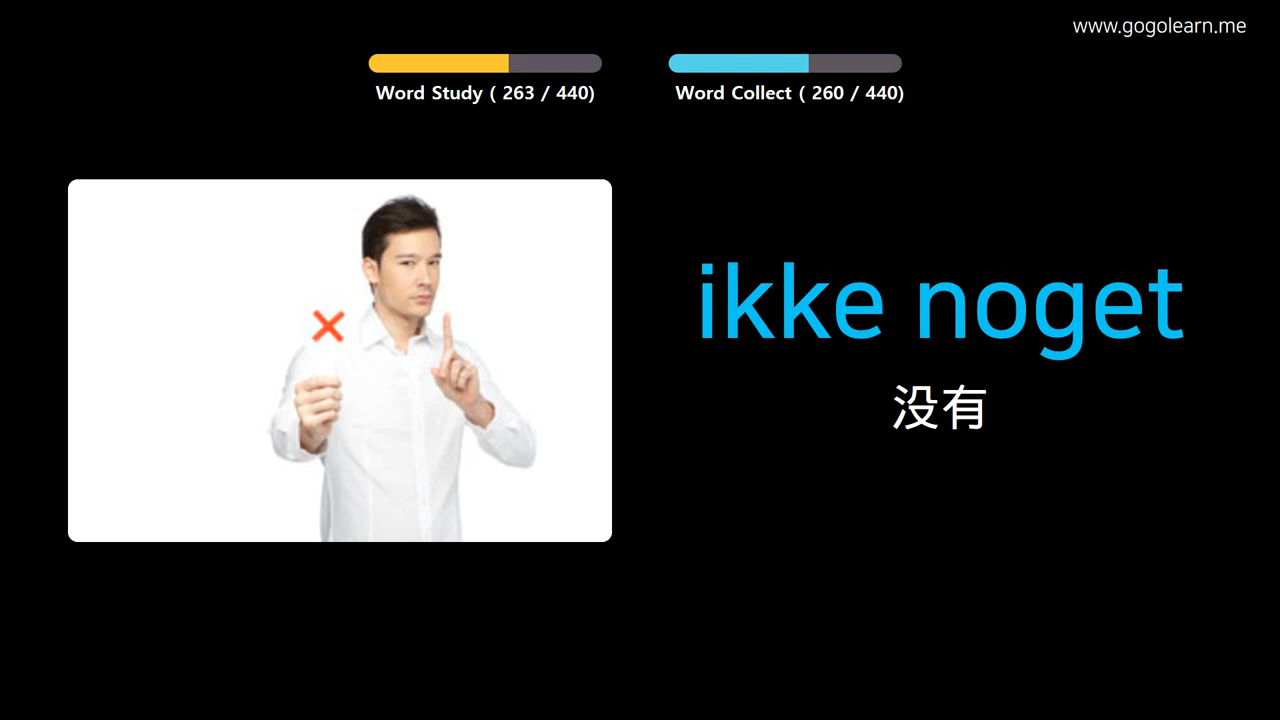 www.gogolearn.me
Word Study ( 263 / 440)
Word Collect ( 260 / 440)
ikke noget
没有